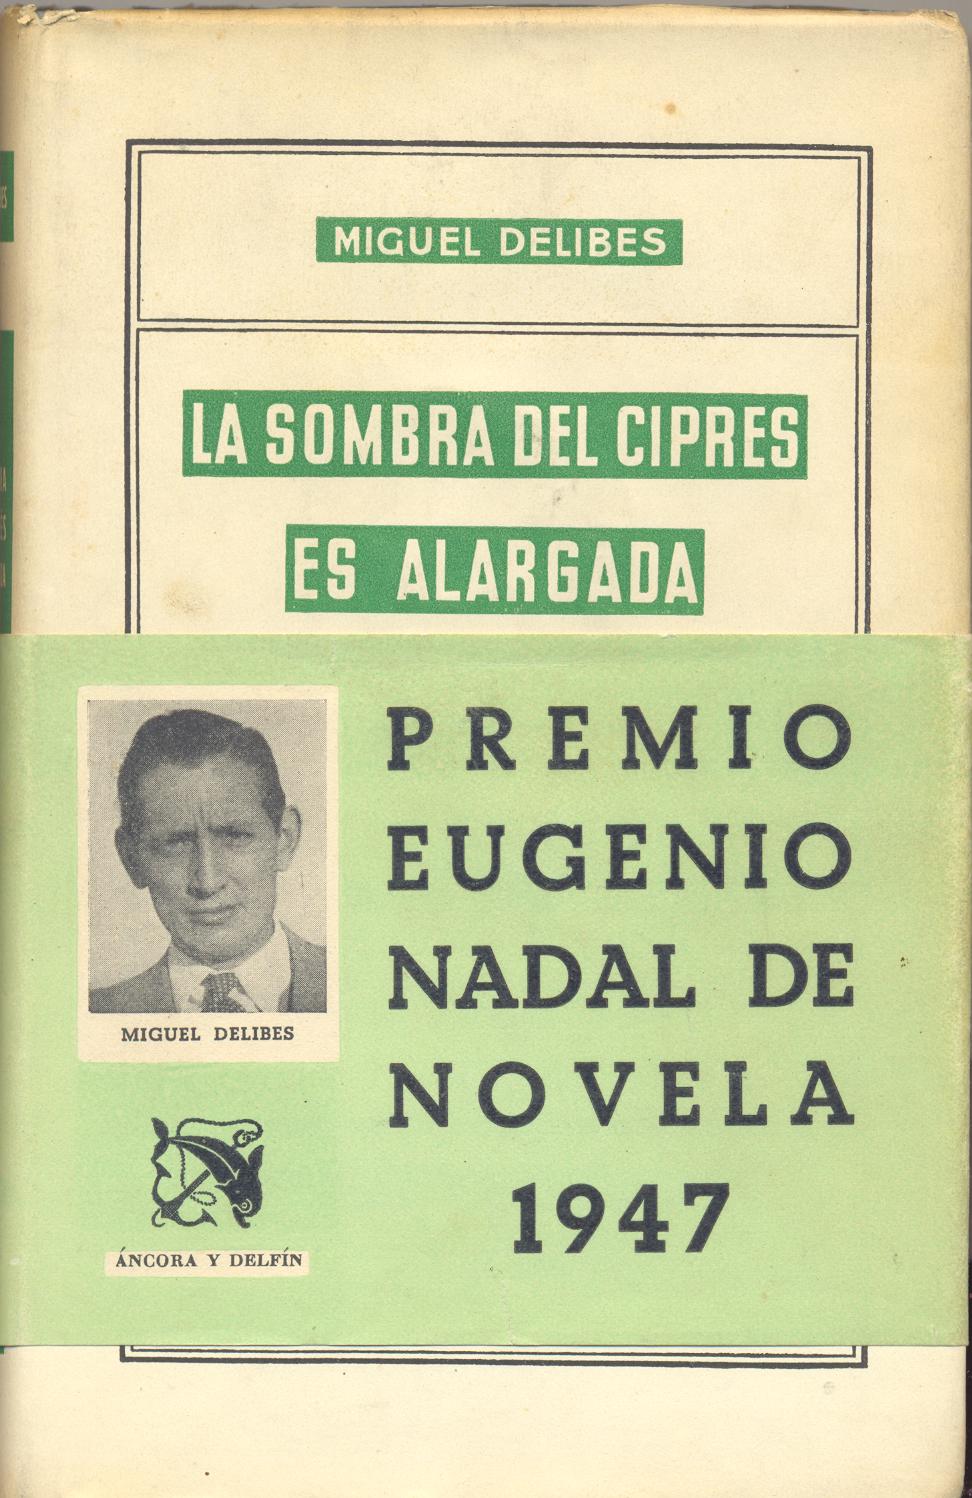 MIGUEL DELIBES
LA SOMBRA DEL CIPRES
ES ALARGADA
PREMIO
EUGENIO
NADAL DE
NOVELA
1947
MIGUEL DELIBES
ÁNCORA Y DELFÍN